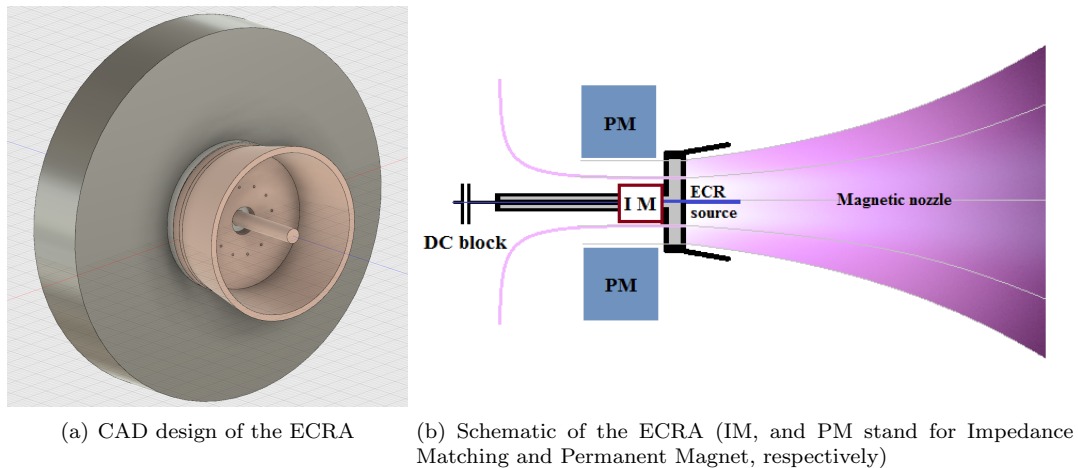 PM
ECR
source
I M
Magnetic nozzle
DC block
PM
(a) CAD design of the ECRA
(b) Schematic of the ECRA (IM, and PM stand for Impedance
Matching and Permanent Magnet, respectively)